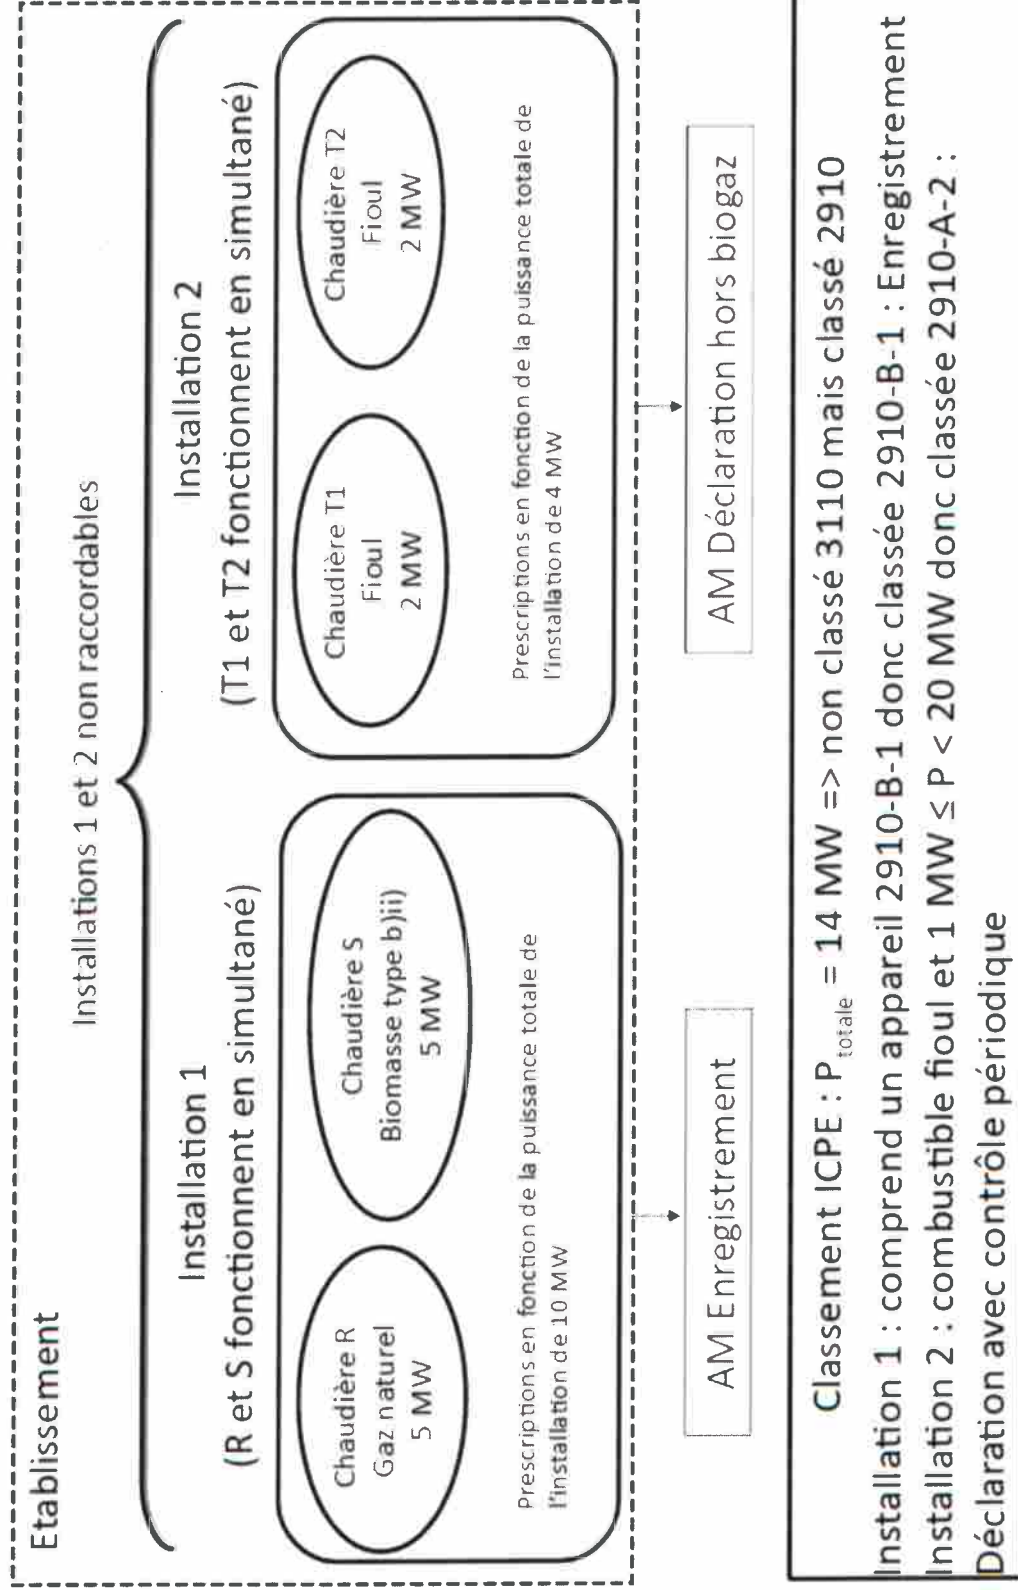 Etablissement
Installations 1 et 2 non raccordables
Installation 1
(R et S fonctionnent en simultané)
Chaudière R
Gaz naturel
5 MW
Chaudière S
Biomasse type b)ii)
5 MW
Prescriptions en fonction de la puissance totale de
l'installation de 10 MW
AM Enregistrement
Installation 2
(T1 et T2 fonctionnent en simultané)
Chaudière T1
Fioul
2 MW
Chaudière T2
Fioul
2 MW
Prescriptions en fonction de la puissance totale de
l'installation de 4 MW
AM Déclaration hors biogaz
Classement ICPE : P totale = 14 MW => non classé 3110 mais classé 2910
Installation 1 : comprend un appareil 2910-B-1 donc classée 2910-B-1 : Enregistrement
Installation 2 : combustible fioul et 1 MW ≤ P < 20 MW donc classée 2910-A-2 :
Déclaration avec contrôle périodique